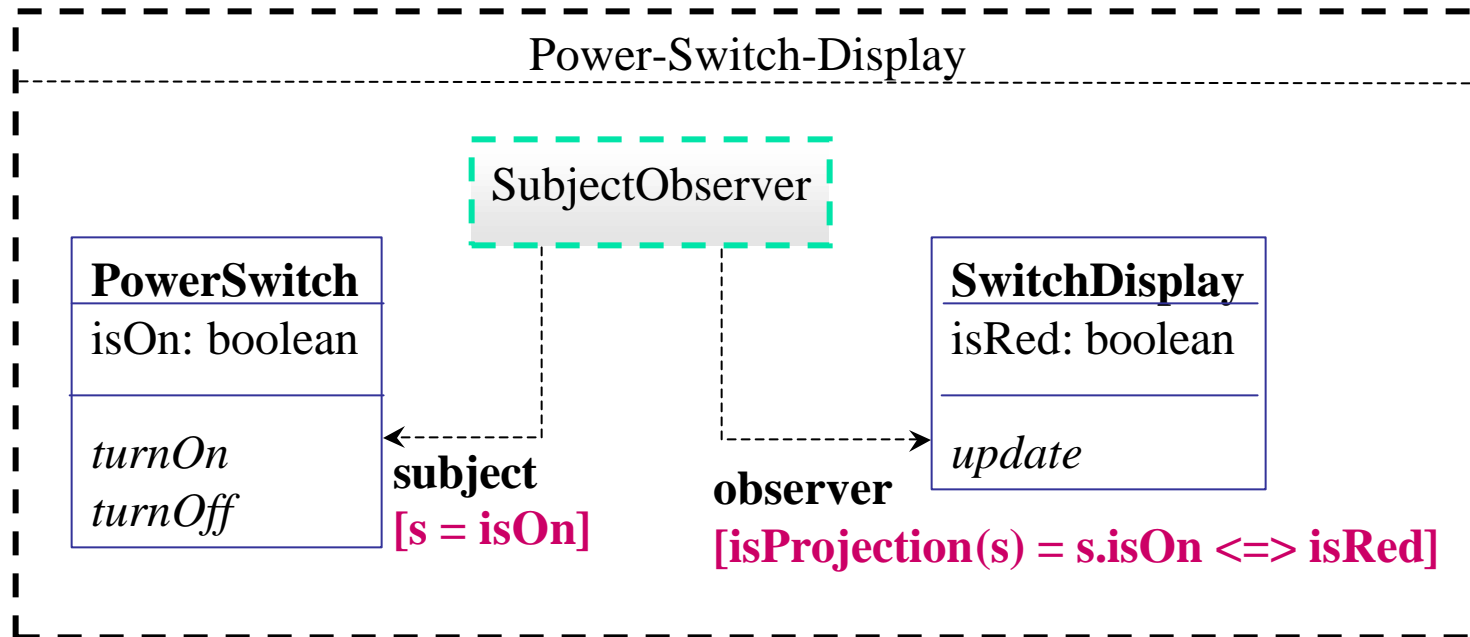 Power-Switch-Display
SubjectObserver
PowerSwitch
isOn: boolean
turnOn
turnOff
subject
[s = isOn]
observer
[isProjection(s) = s.isOn <=> isRed]
SwitchDisplay
isRed: boolean
update